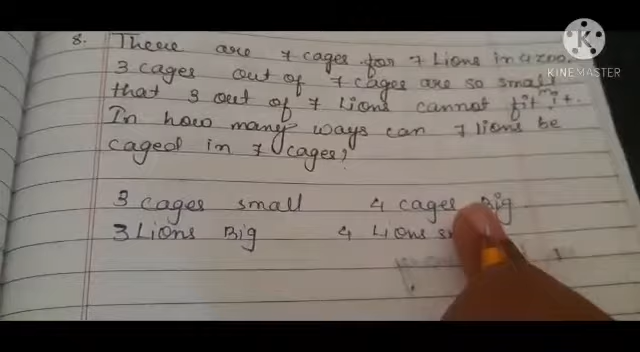 8. There are 7 cages for 7 Lions in a zoo.
3 cages out of 7 cages are so small
that 3 out of 7 Lions cannot fit in it.
In how many ways can 7 lions be
caged in 7 cages?
3 cages small 4 cages Big
3 Lions Big 4 Lions
KINEMASTER